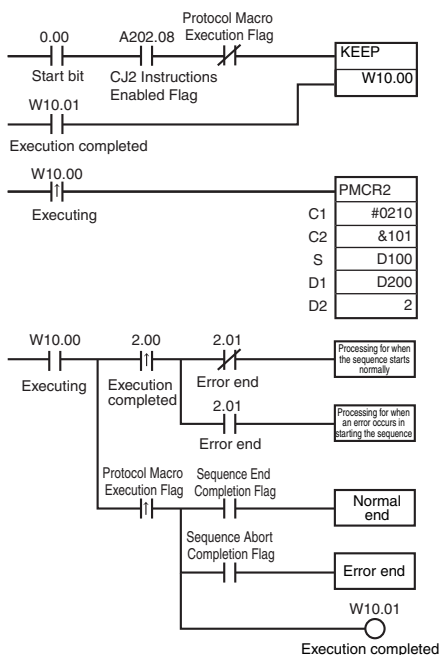 Protocol Macro
0.00 A202.08 Execution Flag
KEEP
W10.00
Start bit CJ2 Instructions
Enabled Flag
W10.01
Execution completed
W10.00
↑
Executing
PMCR2
C1 #0210
C2 &101
S D100
D1 D200
D2 2
W10.00 2.00 2.01
↑
Processing for when
the sequence starts
normally
Executing Execution
completed
Error end
2.01
Processing for when
an error occurs in
starting the sequence
Error end
Protocol Macro
Execution Flag
Sequence End
Completion Flag
↑
Normal
end
Sequence Abort
Completion Flag
Error end
W10.01
Execution completed